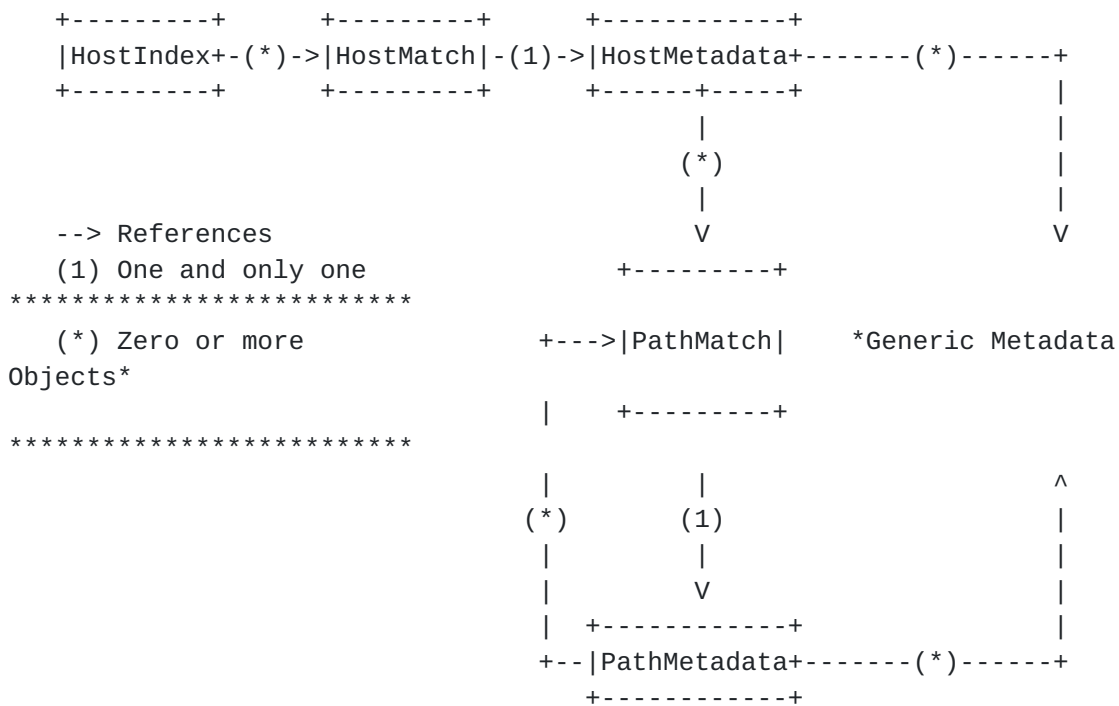 +---------+         +---------+         +------------+
|HostIndex+-(*)->|HostMatch|-(1)->|HostMetadata+-------(*)------+
+---------+         +---------+         +------+-----+                  |
|                      |
(*)                     |
|                      |
--> References                          V                      V
(1) One and only one                +---------+
**************************
(*) Zero or more                +--->|PathMatch|    *Generic Metadata
Objects*
|    +---------+
**************************
|         |                      ^
(*)       (1)                     |
|         |                      |
|         V                      |
|  +------------+                |
+--|PathMetadata+-------(*)------+
+------------+